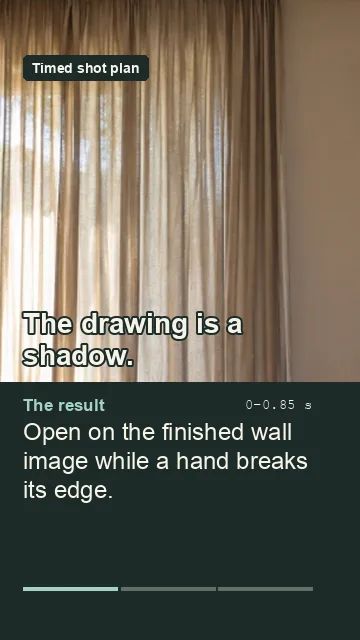 Timed shot plan
The drawing is a
shadow.
The result
0–0.85 s
Open on the finished wall
image while a hand breaks
its edge.